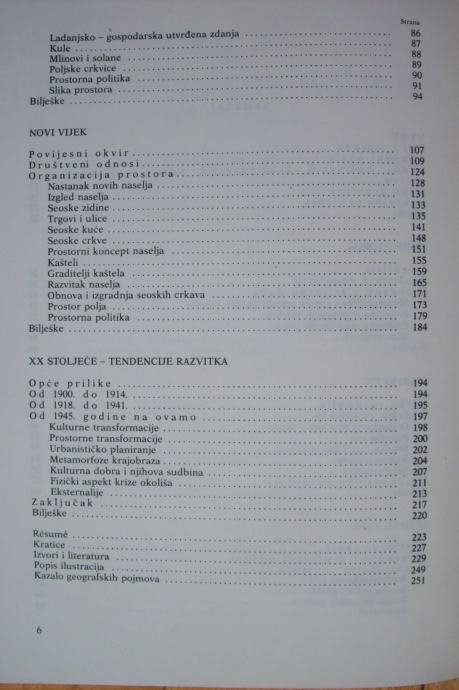 Strana
Ladanjsko – gospodarska utvrđena zdanja ........ 86
Kule ........ 87
Mlinovi i solane ........ 88
Poljske crkvice ........ 89
Prostorna politika ........ 90
Slika prostora ........ 91
Bilješke ........ 94
NOVI VIJEK
Povijesni okvir ........ 107
Društveni odnosi ........ 109
Organizacija prostora ........ 124
Nastanak novih naselja ........ 128
Izgled naselja ........ 131
Seoske zidine ........ 133
Trgovi i ulice ........ 135
Seoske kuće ........ 141
Seoske crkve ........ 148
Prostorni koncept naselja ........ 151
Kašteli ........ 155
Graditelji kaštela ........ 159
Razvitak naselja ........ 165
Obnova i izgradnja seoskih crkava ........ 171
Prostor polja ........ 173
Prostorna politika ........ 179
Bilješke ........ 184
XX STOLJEĆE – TENDENCIJE RAZVITKA
Opće prilike ........ 194
Od 1900. do 1914. ........ 194
Od 1918. do 1941. ........ 195
Od 1945. godine na ovamo ........ 197
Kulturne transformacije ........ 198
Prostorne transformacije ........ 200
Urbanističko planiranje ........ 202
Metamorfoze krajobraza ........ 204
Kulturna dobra i njihova sudbina ........ 207
Fizički aspekt krize okoliša ........ 211
Eksternalije ........ 213
Zaključak ........ 217
Bilješke ........ 220
Résumé ........ 223
Kratice ........ 227
Izvori i literatura ........ 229
Popis ilustracija ........ 249
Kazalo geografskih pojmova ........ 251
6